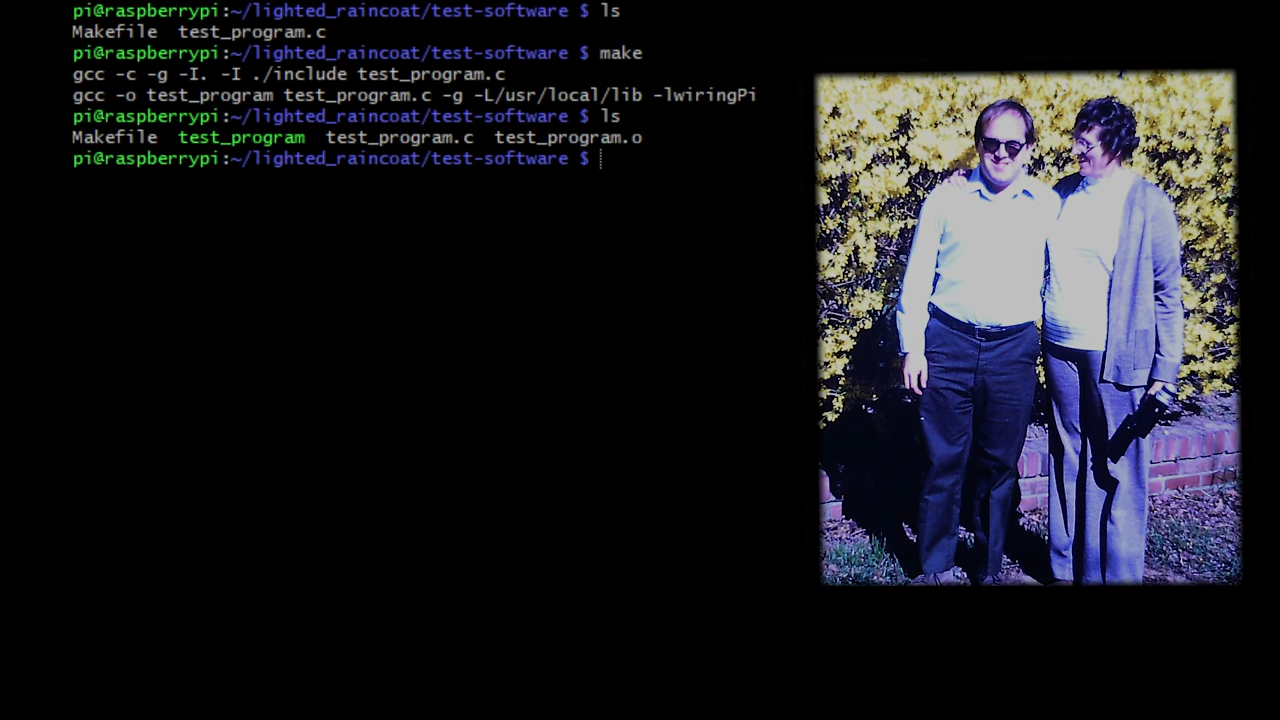 pi@raspberrypi:~/lighted_raincoat/test-software $ ls
Makefile  test_program.c
pi@raspberrypi:~/lighted_raincoat/test-software $ make
gcc -c -g -I. -I ./include test_program.c
gcc -o test_program test_program.c -g -L/usr/local/lib -lwiringPi
pi@raspberrypi:~/lighted_raincoat/test-software $ ls
Makefile  test_program  test_program.c  test_program.o
pi@raspberrypi:~/lighted_raincoat/test-software $